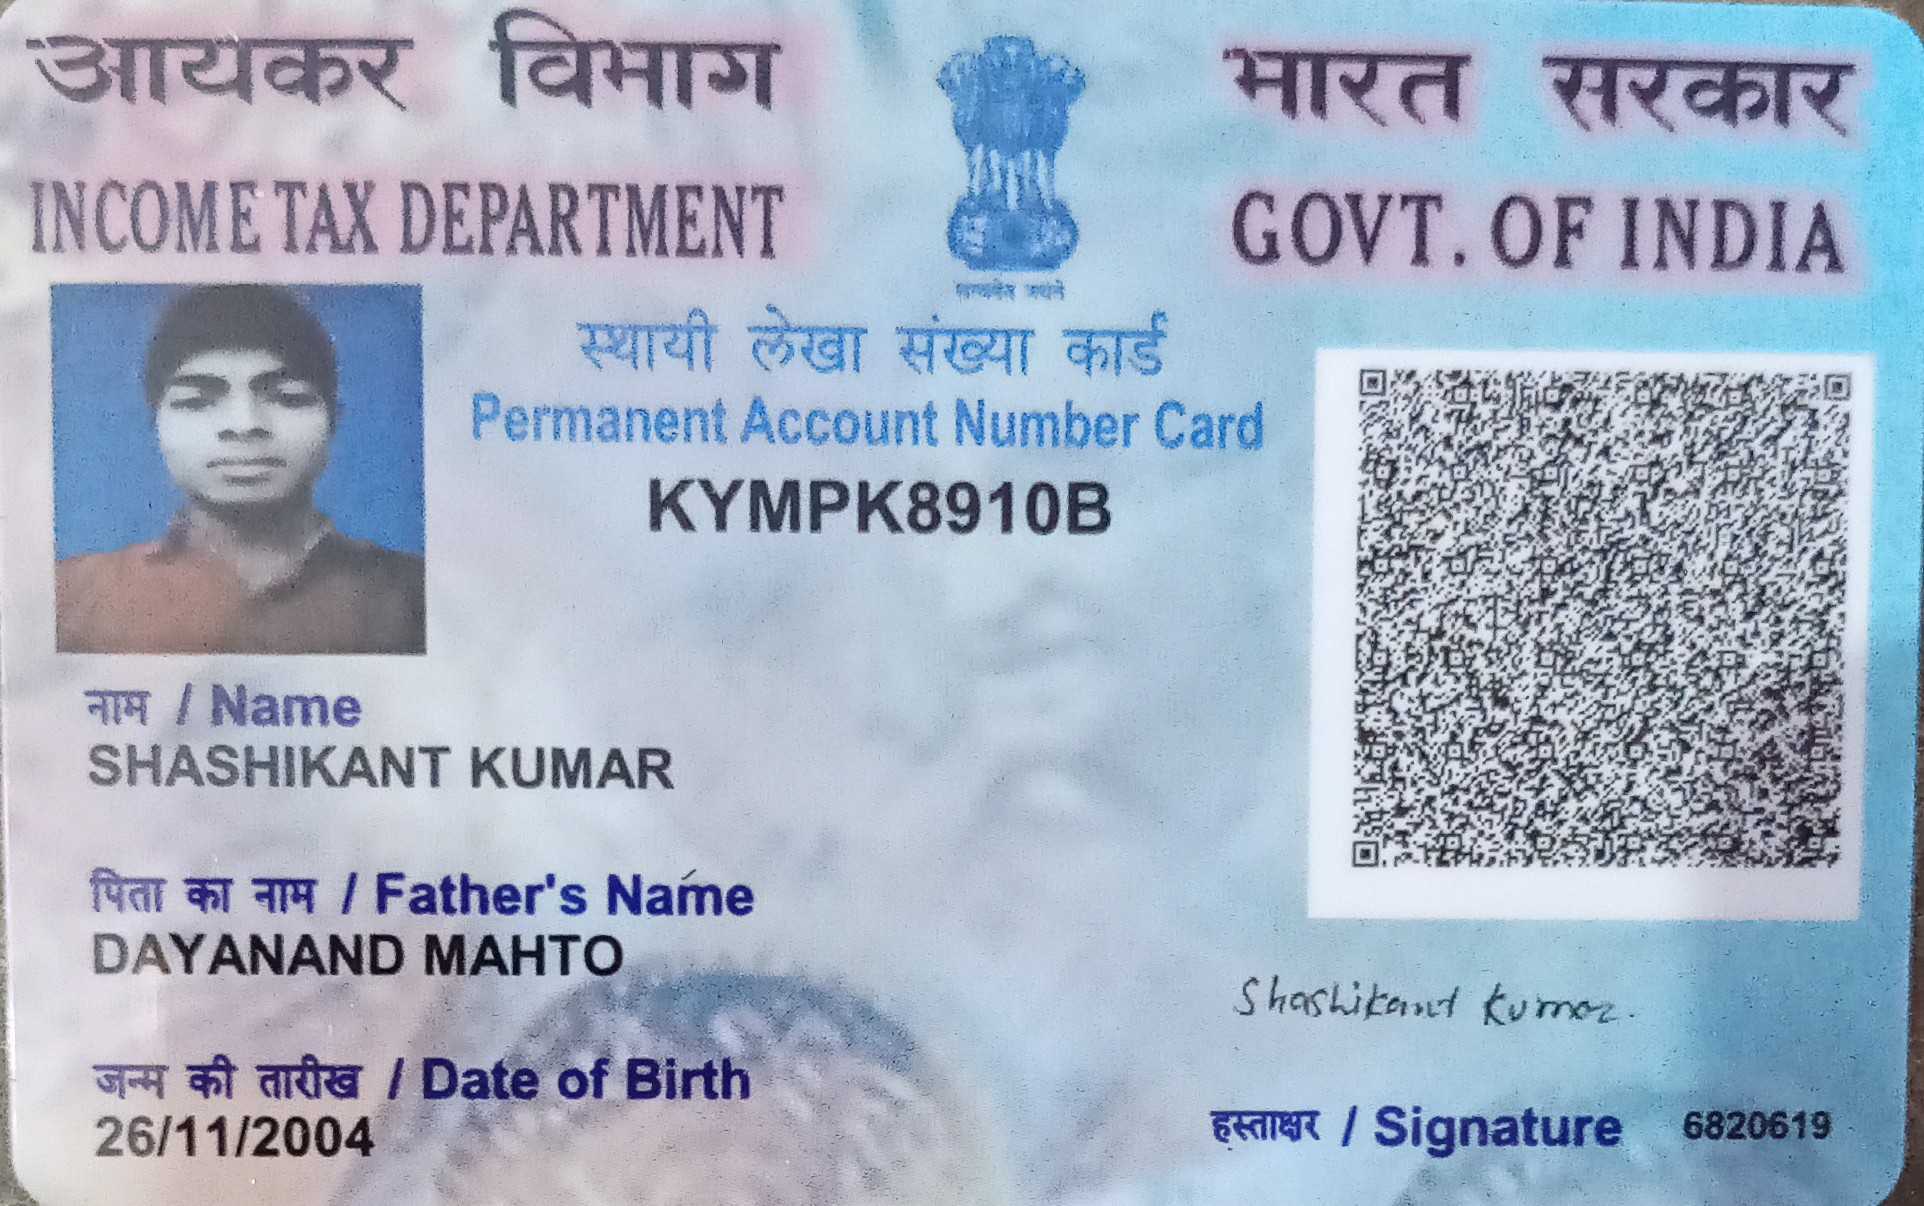 आयकर विभाग
INCOME TAX DEPARTMENT
भारत सरकार
GOVT. OF INDIA
सत्यमेव जयते
स्थायी लेखा संख्या कार्ड
Permanent Account Number Card
KYMPK8910B
नाम / Name
SHASHIKANT KUMAR
पिता का नाम / Father's Name
DAYANAND MAHTO
जन्म की तारीख / Date of Birth
26/11/2004
Shashikant Kumar.
हस्ताक्षर / Signature
6820619